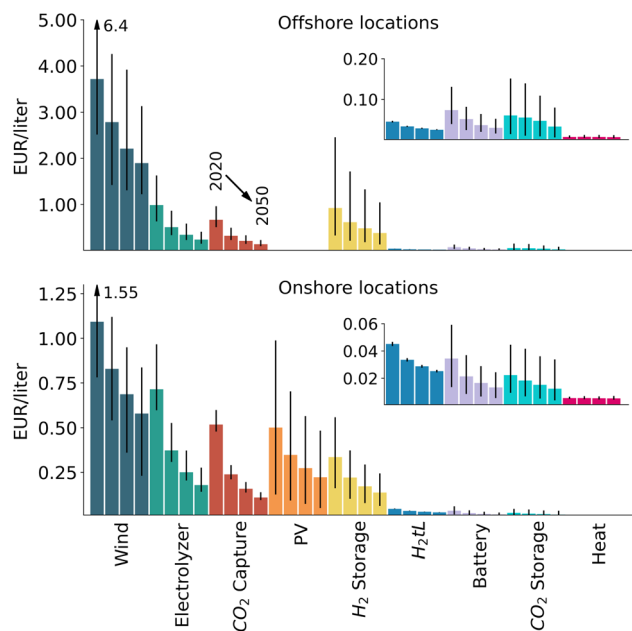 Offshore locations
5.00
4.00
3.00
2.00
1.00
EUR/liter
6.4
2020
2050
0.20
0.10
Onshore locations
1.25
1.00
0.75
0.50
0.25
EUR/liter
1.55
0.06
0.04
0.02
Wind
Electrolyzer
CO₂ Capture
PV
H₂ Storage
H₂tL
Battery
CO₂ Storage
Heat